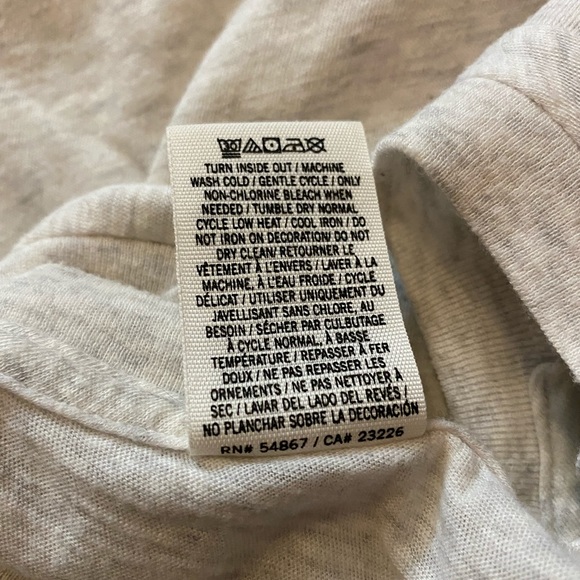 TURN INSIDE OUT / MACHINE
WASH COLD / GENTLE CYCLE / ONLY
NON-CHLORINE BLEACH WHEN
NEEDED / TUMBLE DRY NORMAL
CYCLE LOW HEAT / COOL IRON / DO
NOT IRON ON DECORATION/ DO NOT
DRY CLEAN/ RETOURNER LE
VÊTEMENT À L'ENVERS / LAVER À LA
MACHINE, À L'EAU FROIDE / CYCLE
DÉLICAT / UTILISER UNIQUEMENT DU
JAVELLISANT SANS CHLORE, AU
BESOIN / SÉCHER PAR CULBUTAGE
À CYCLE NORMAL, À BASSE
TEMPÉRATURE / REPASSER À FER
DOUX / NE PAS REPASSER LES
ORNEMENTS / NE PAS NETTOYER À
SEC / LAVAR DEL LADO DEL REVÉS /
NO PLANCHAR SOBRE LA DECORACIÓN
RN# 54867 / CA# 23226